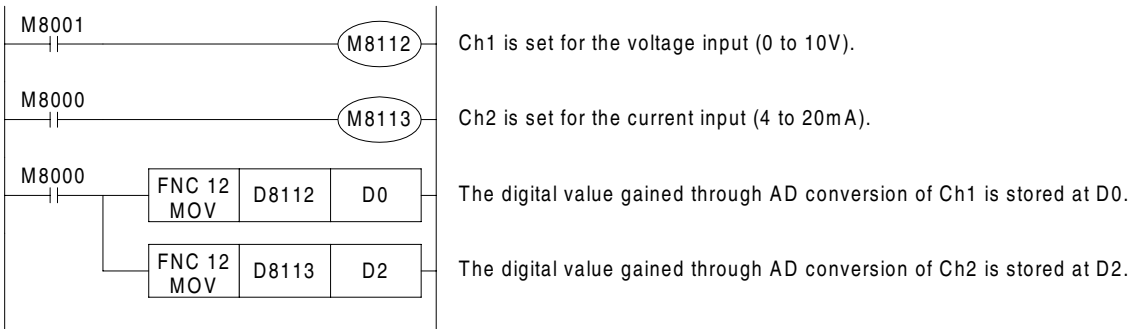 M8001
M8112 Ch1 is set for the voltage input (0 to 10V).
M8000
M8113 Ch2 is set for the current input (4 to 20mA).
M8000
FNC 12 MOV D8112 D0 The digital value gained through AD conversion of Ch1 is stored at D0.
FNC 12 MOV D8113 D2 The digital value gained through AD conversion of Ch2 is stored at D2.